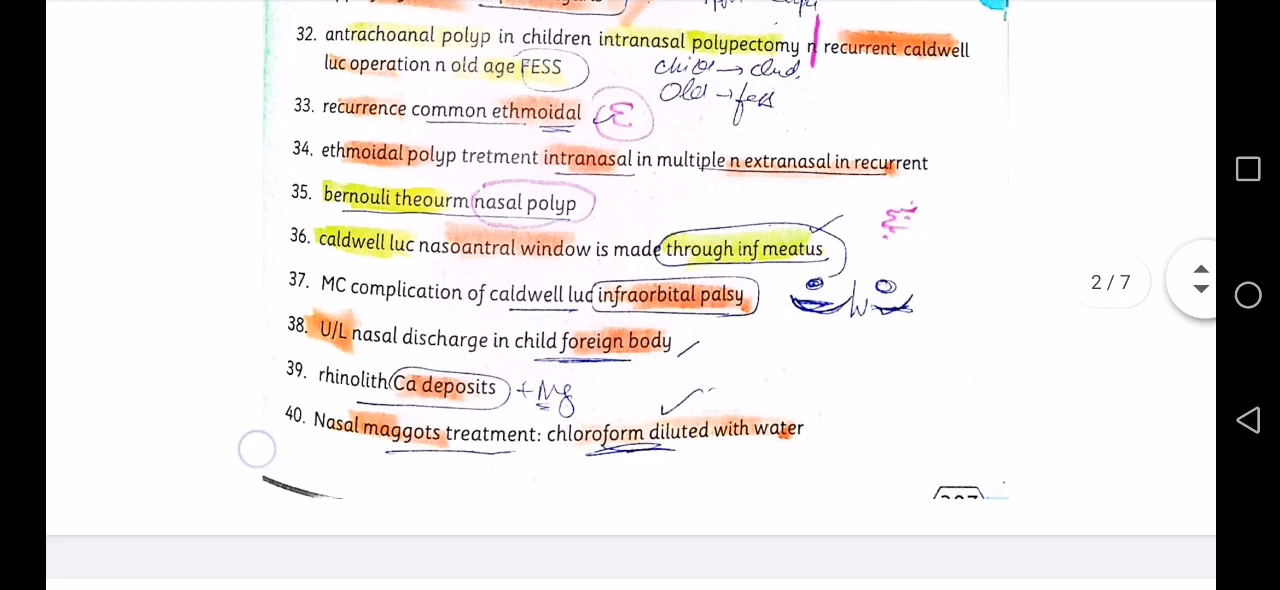 32. antrachoanal polyp in children intranasal polypectomy n recurrent caldwell
luc operation n old age FESS
Old → fess
33. recurrence common ethmoidal
34. ethmoidal polyp tretment intranasal in multiple n extranasal in recurrent
35. bernouli theourm nasal polyp
36. caldwell luc nasoantral window is made through inf meatus
37. MC complication of caldwell luc infraorbital palsy
38. U/L nasal discharge in child foreign body
39. rhinolith Ca deposits + Mg
40. Nasal maggots treatment: chloroform diluted with water
2 / 7